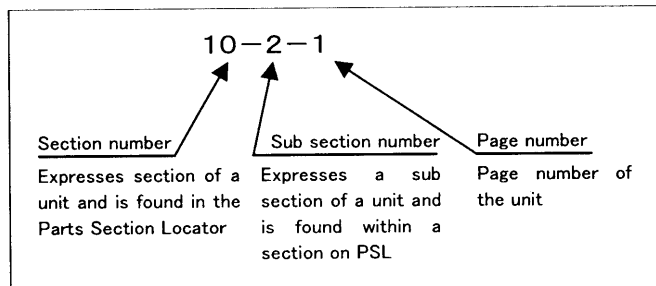 10-2-1
Section number
Expresses section of a
unit and is found in the
Parts Section Locator
Sub section number
Expresses a sub
section of a unit and
is found within a
section on PSL
Page number
Page number of
the unit